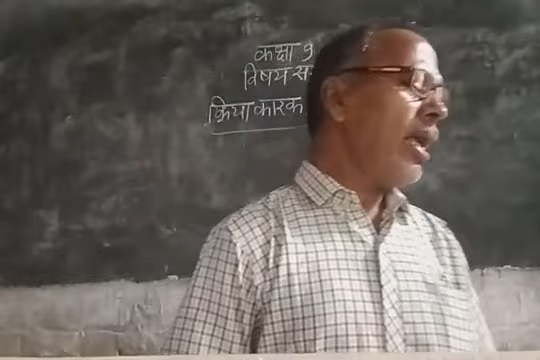 कक्षा 9
विषय
क्रिया कारक